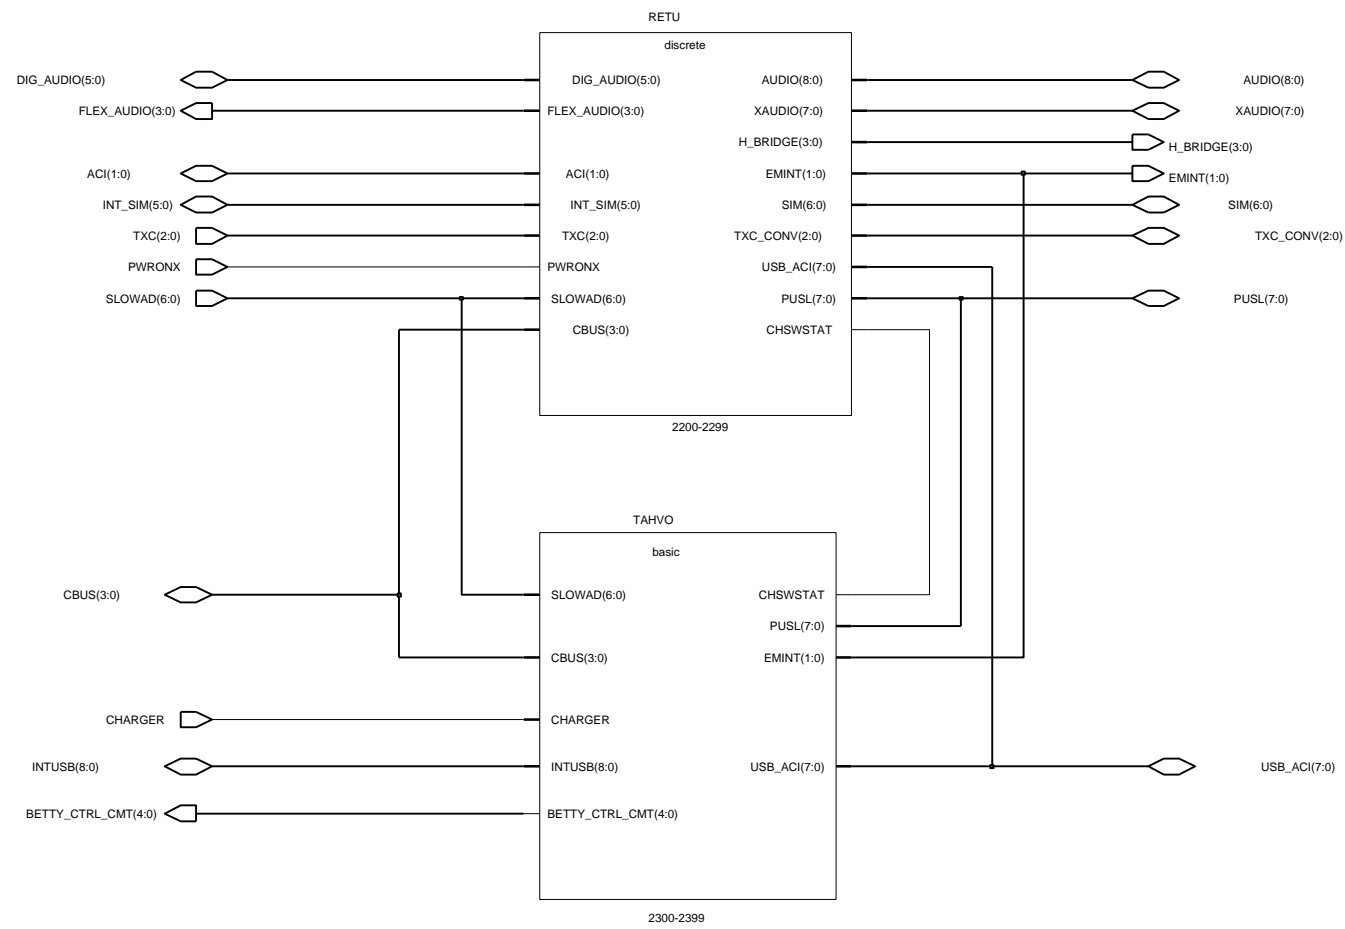 RETU
discrete
DIG_AUDIO(5:0) DIG_AUDIO(5:0) AUDIO(8:0) AUDIO(8:0)
FLEX_AUDIO(3:0) FLEX_AUDIO(3:0) XAUDIO(7:0) XAUDIO(7:0)
H_BRIDGE(3:0) H_BRIDGE(3:0)
ACI(1:0) ACI(1:0) EMINT(1:0) EMINT(1:0)
INT_SIM(5:0) INT_SIM(5:0) SIM(6:0) SIM(6:0)
TXC(2:0) TXC(2:0) TXC_CONV(2:0) TXC_CONV(2:0)
PWRONX PWRONX USB_ACI(7:0)
SLOWAD(6:0) SLOWAD(6:0) PUSL(7:0) PUSL(7:0)
CBUS(3:0) CHSWSTAT
2200-2299
TAHVO
basic
CBUS(3:0) SLOWAD(6:0) CHSWSTAT
PUSL(7:0)
CBUS(3:0) EMINT(1:0)
CHARGER CHARGER
INTUSB(8:0) INTUSB(8:0) USB_ACI(7:0) USB_ACI(7:0)
BETTY_CTRL_CMT(4:0) BETTY_CTRL_CMT(4:0)
2300-2399